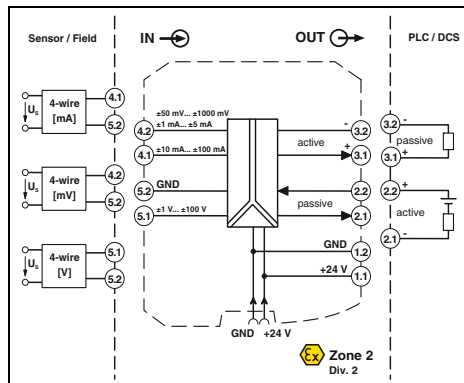 Sensor / Field
IN
OUT
PLC / DCS
Us
4-wire
[mA]
4.1
5.2
Us
4-wire
[mV]
4.2
5.2
Us
4-wire
[V]
5.1
5.2
±50 mV... ±1000 mV
±1 mA... ±5 mA
4.2
±10 mA... ±100 mA
4.1
GND
5.2
±1 V... ±100 V
5.1
-
3.2
active
+
3.1
2.2
passive
2.1
GND
1.2
+24 V
1.1
GND +24 V
3.2 -
passive
3.1 +
2.2 +
active
2.1 -
Ex Zone 2
Div. 2